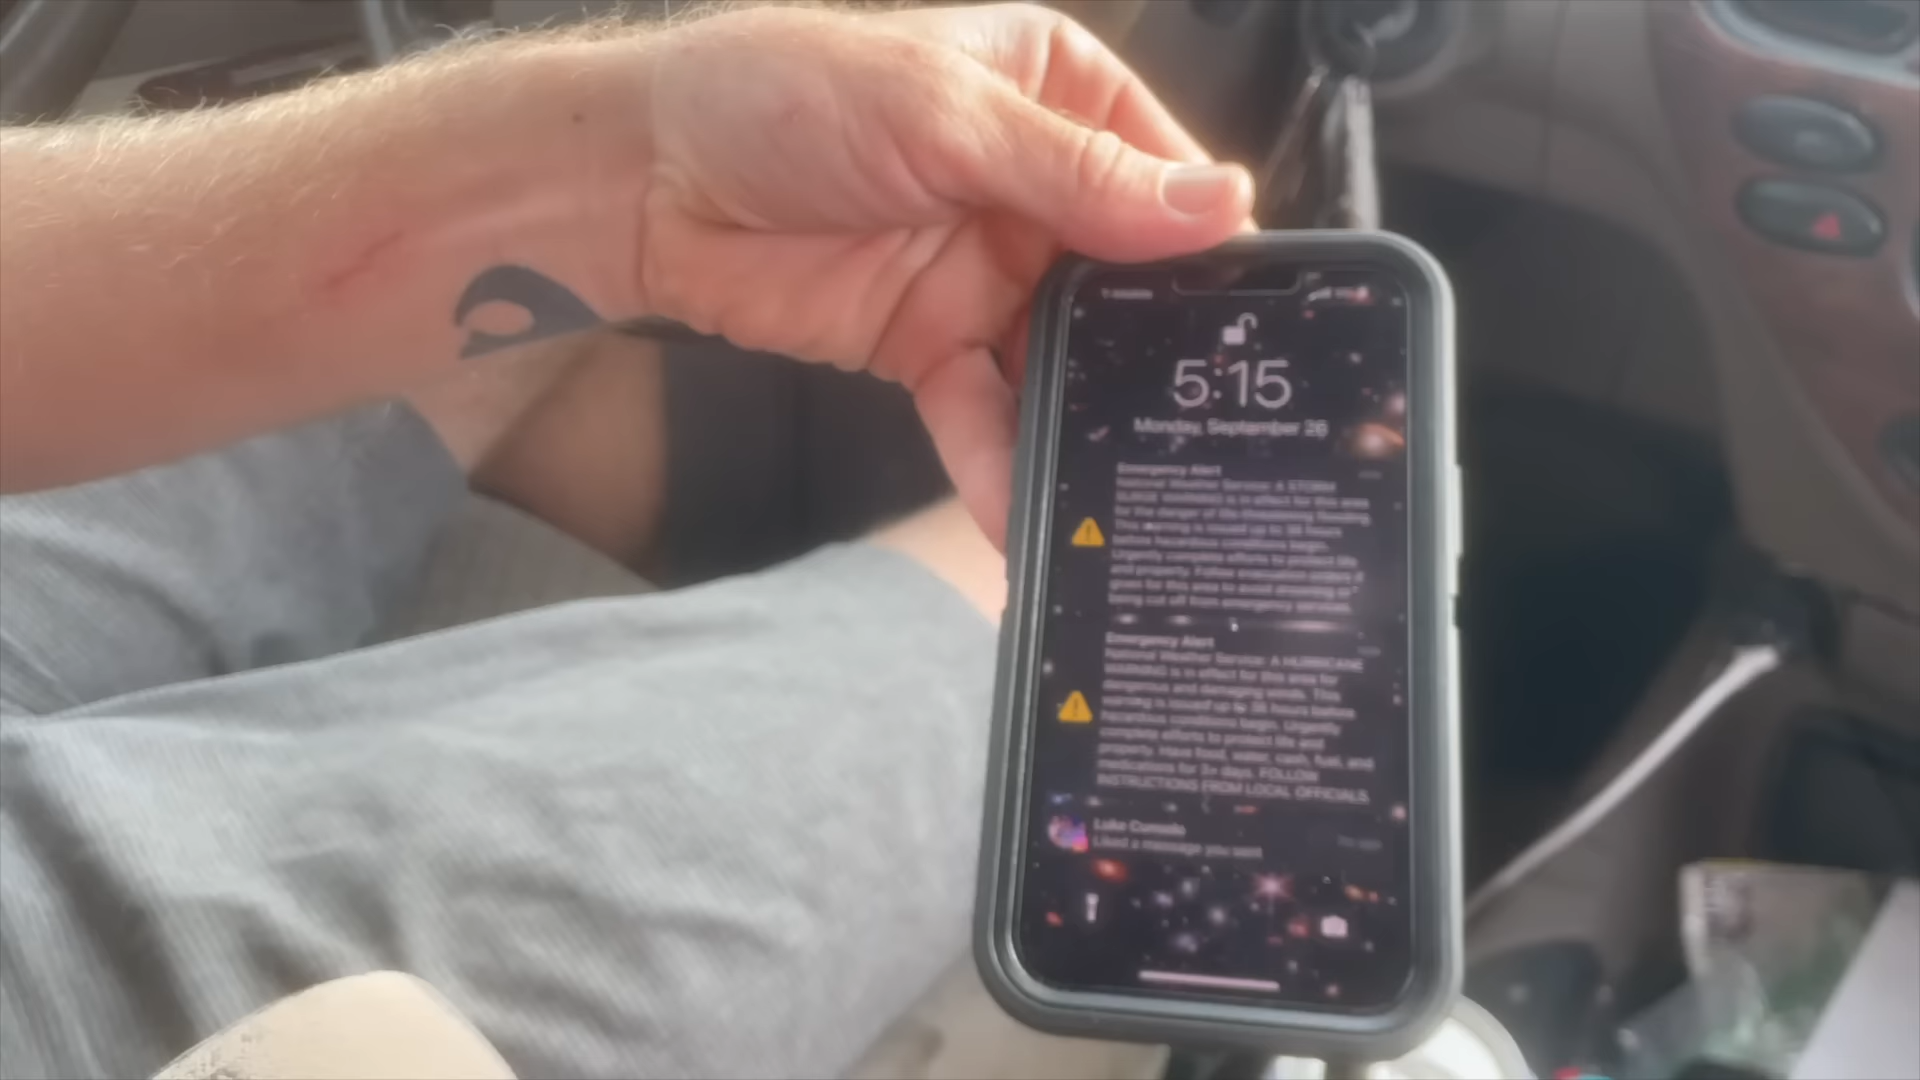 5:15
Monday, September 26
Emergency Alert
National Weather Service: A STORM
SURGE WARNING is in effect for this area
for the danger of life-threatening flooding.
This warning is issued up to 36 hours
before hazardous conditions begin.
Urgently complete efforts to protect life
and property. Follow evacuation orders if
given for this area to avoid drowning or
being cut off from emergency services.
Emergency Alert
National Weather Service: A HURRICANE
WARNING is in effect for this area for
dangerous and damaging winds. This
warning is issued up to 36 hours before
hazardous conditions begin. Urgently
complete efforts to protect life and
property. Have food, water, cash, fuel, and
medications for 3+ days. FOLLOW
INSTRUCTIONS FROM LOCAL OFFICIALS.
Luke
Liked a message you sent